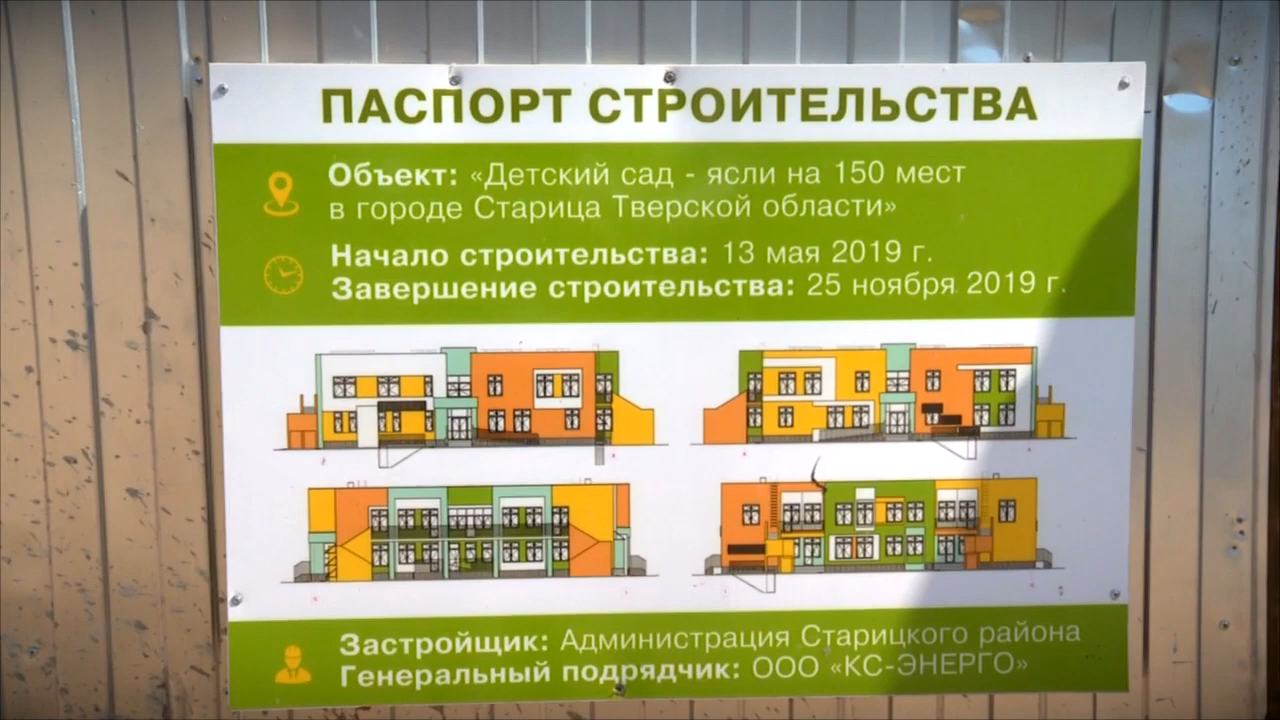 ПАСПОРТ СТРОИТЕЛЬСТВА
Объект: «Детский сад - ясли на 150 мест
в городе Старица Тверской области»
Начало строительства: 13 мая 2019 г.
Завершение строительства: 25 ноября 2019 г.
Застройщик: Администрация Старицкого района
Генеральный подрядчик: ООО «КС-ЭНЕРГО»